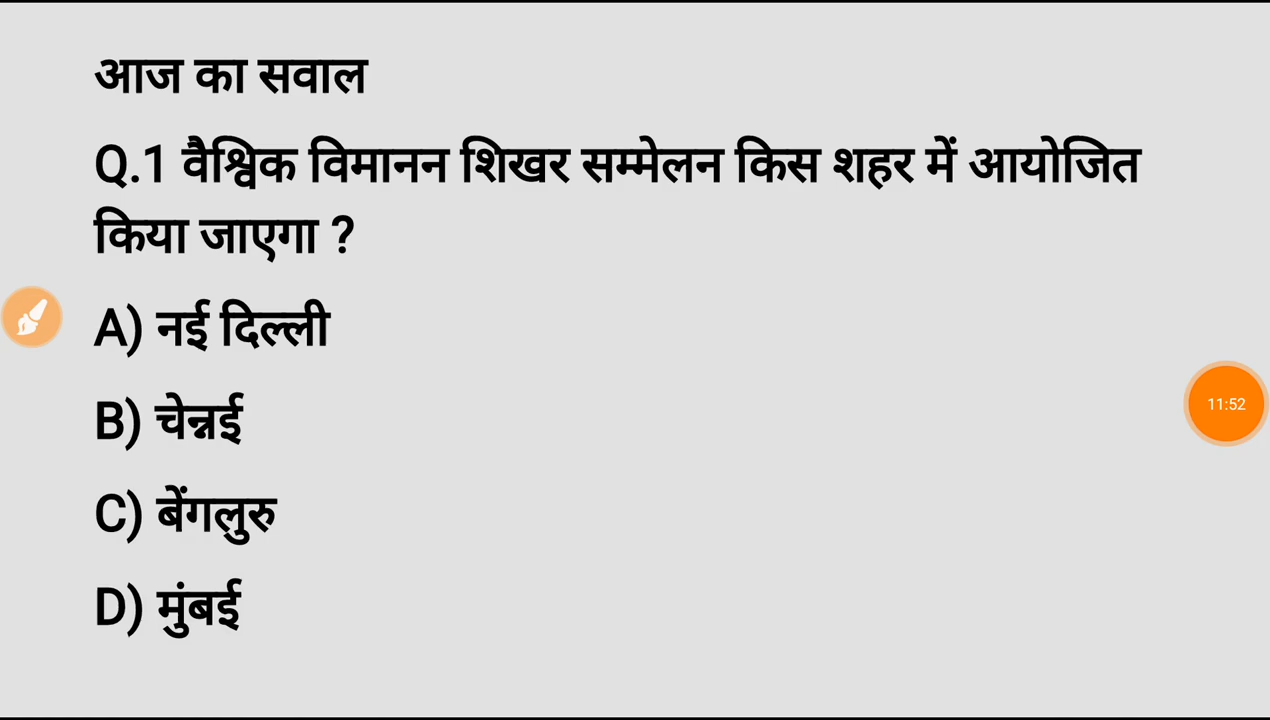 आज का सवाल
Q.1 वैश्विक विमानन शिखर सम्मेलन किस शहर में आयोजित
किया जाएगा ?
A) नई दिल्ली
B) चेन्नई
C) बेंगलुरु
D) मुंबई
11:52